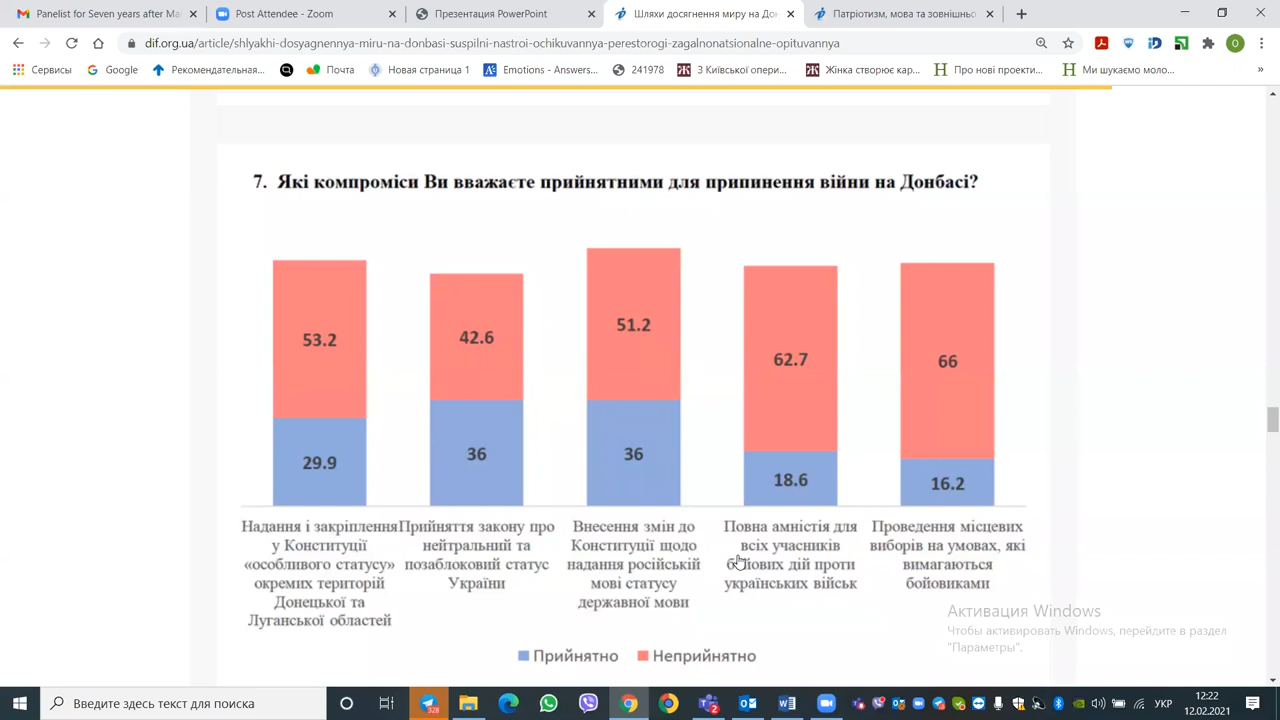 Panelist for Seven years after Mai
Post Attendee - Zoom
Презентация PowerPoint
Шляхи досягнення миру на Дон
Патріотизм, мова та зовнішньо
dif.org.ua/article/shlyakhi-dosyagnennya-miru-na-donbasi-suspilni-nastroi-ochikuvannya-perestorogi-zagalnonatsionalne-opituvannya
O
Сервисы
Google
Рекомендательная...
Почта
Новая страница 1
Emotions - Answers...
241978
З Київської опери...
Жінка створює кар...
Про нові проекти...
Ми шукаємо моло...
»
7. Які компроміси Ви вважаєте прийнятними для припинення війни на Донбасі?
53.2
42.6
51.2
62.7
66
29.9
36
36
18.6
16.2
Надання і закріплення
у Конституції
«особливого статусу»
окремих територій
Донецької та
Луганської областей
Прийняття закону про
нейтральний та
позаблоковий статус
України
Внесення змін до
Конституції щодо
надання російській
мові статусу
державної мови
Повна амністія для
всіх учасників
бойових дій проти
українських військ
Проведення місцевих
виборів на умовах, які
вимагаються
бойовиками
Прийнятно
Неприйнятно
Активация Windows
Чтобы активировать Windows, перейдите в раздел
"Параметры".
Введите здесь текст для поиска
328
2
УКР
12:22
12.02.2021